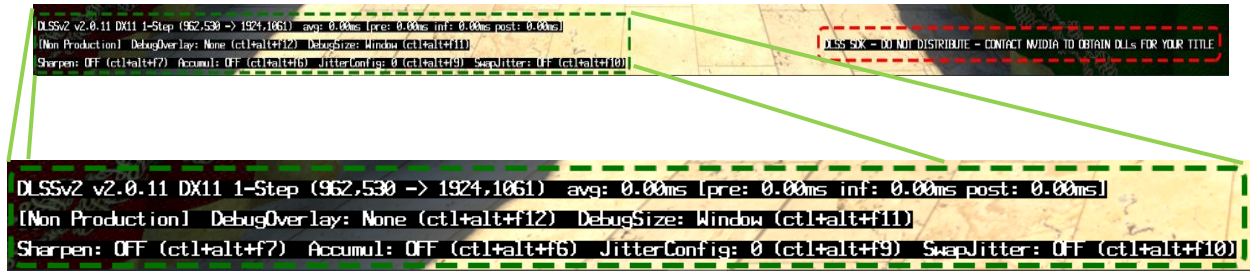 DLSSv2 v2.0.11 DX11 1-Step (962,530 -> 1924,1061) avg: 0.00ms [pre: 0.00ms inf: 0.00ms post: 0.00ms]
[Non Production] DebugOverlay: None (ctl+alt+f12) DebugSize: Window (ctl+alt+f11)
Sharpen: OFF (ctl+alt+f7) Accumul: OFF (ctl+alt+f6) JitterConfig: 0 (ctl+alt+f9) SwapJitter: OFF (ctl+alt+f10)
DLSS SDK - DO NOT DISTRIBUTE - CONTACT NVIDIA TO OBTAIN DLLs FOR YOUR TITLE
DLSSv2 v2.0.11 DX11 1-Step (962,530 -> 1924,1061) avg: 0.00ms [pre: 0.00ms inf: 0.00ms post: 0.00ms]
[Non Production] DebugOverlay: None (ctl+alt+f12) DebugSize: Window (ctl+alt+f11)
Sharpen: OFF (ctl+alt+f7) Accumul: OFF (ctl+alt+f6) JitterConfig: 0 (ctl+alt+f9) SwapJitter: OFF (ctl+alt+f10)